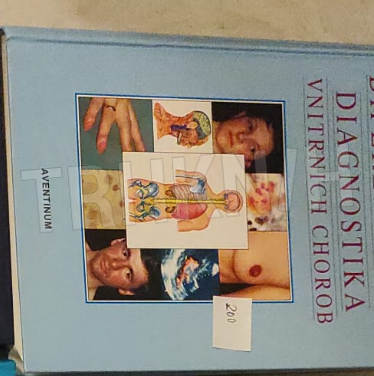 DIAGNOSTIKA
VNITŘNÍCH CHOROB
AVENTINUM
200